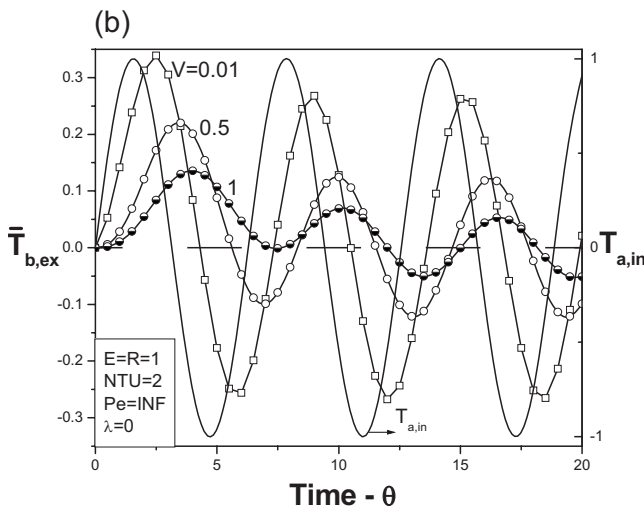 (b)
V=0.01
0.5
1
0.3
0.2
0.1
0.0
-0.1
-0.2
-0.3
T̿b,ex
1
0
-1
Ta,in
E=R=1
NTU=2
Pe=INF
λ=0
Ta,in
0 5 10 15 20
Time - θ